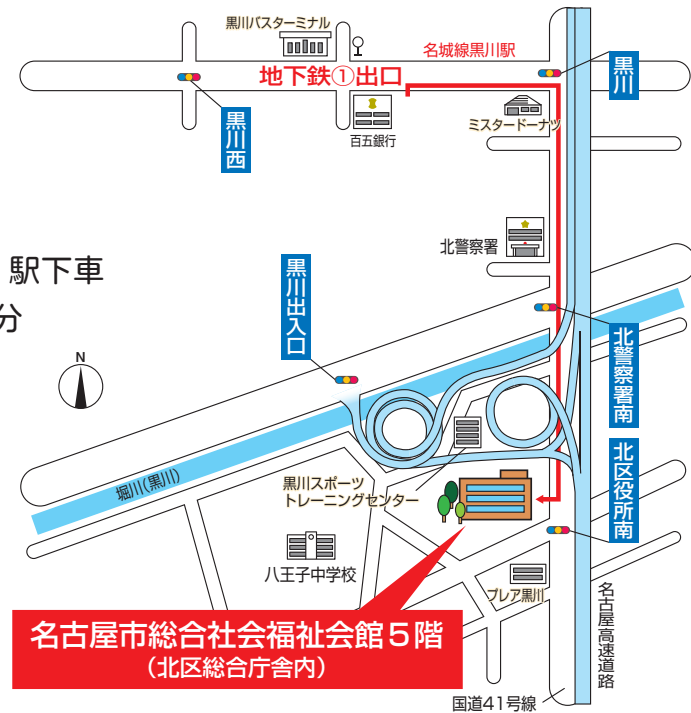 黒川バスターミナル
名城線黒川駅
地下鉄①出口
黒川
黒川西
百五銀行
ミスタードーナツ
北警察署
駅下車
分
黒川出入口
N
北警察署南
堀川(黒川)
黒川スポーツ
トレーニングセンター
北区役所南
八王子中学校
プレア黒川
名古屋高速道路
名古屋市総合社会福祉会館5階
(北区総合庁舎内)
国道41号線